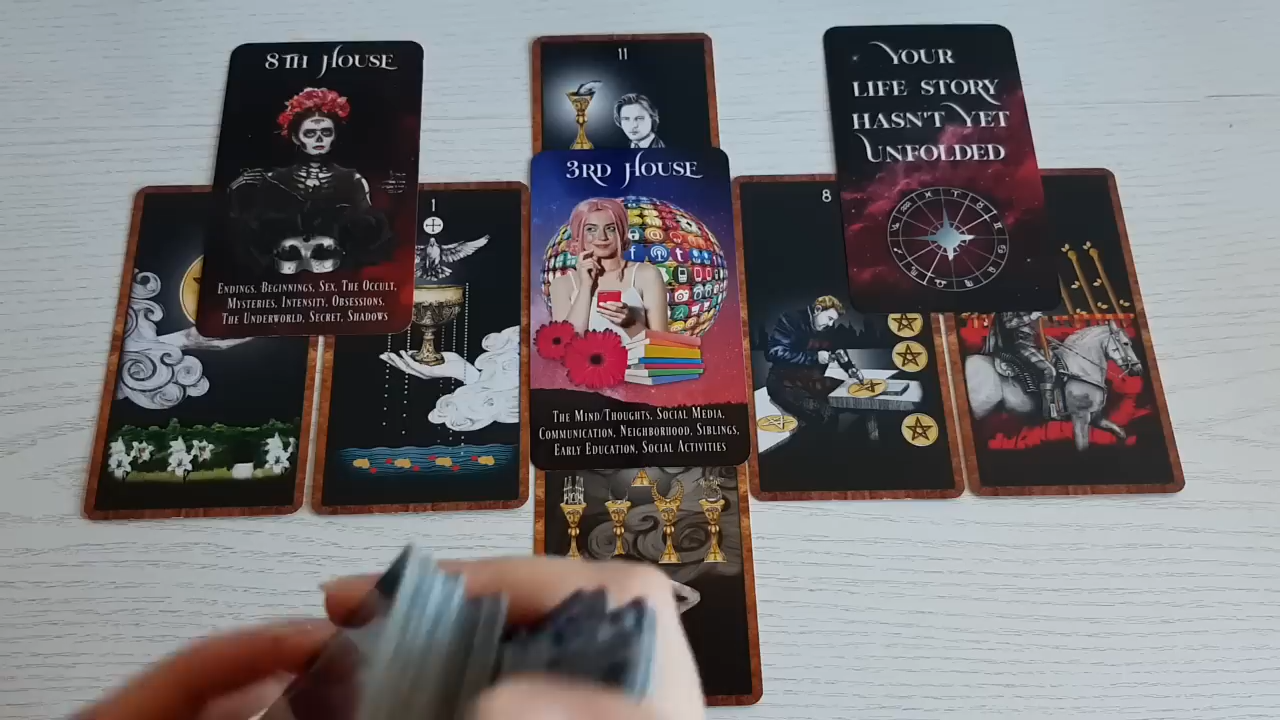 8TH HOUSE
ENDINGS, BEGINNINGS, SEX, THE OCCULT,
MYSTERIES, INTENSITY, OBSESSIONS,
THE UNDERWORLD, SECRET, SHADOWS
1
11
3RD HOUSE
THE MIND/THOUGHTS, SOCIAL MEDIA,
COMMUNICATION, NEIGHBORHOOD, SIBLINGS,
EARLY EDUCATION, SOCIAL ACTIVITIES
8
YOUR
LIFE STORY
HASN'T YET
UNFOLDED